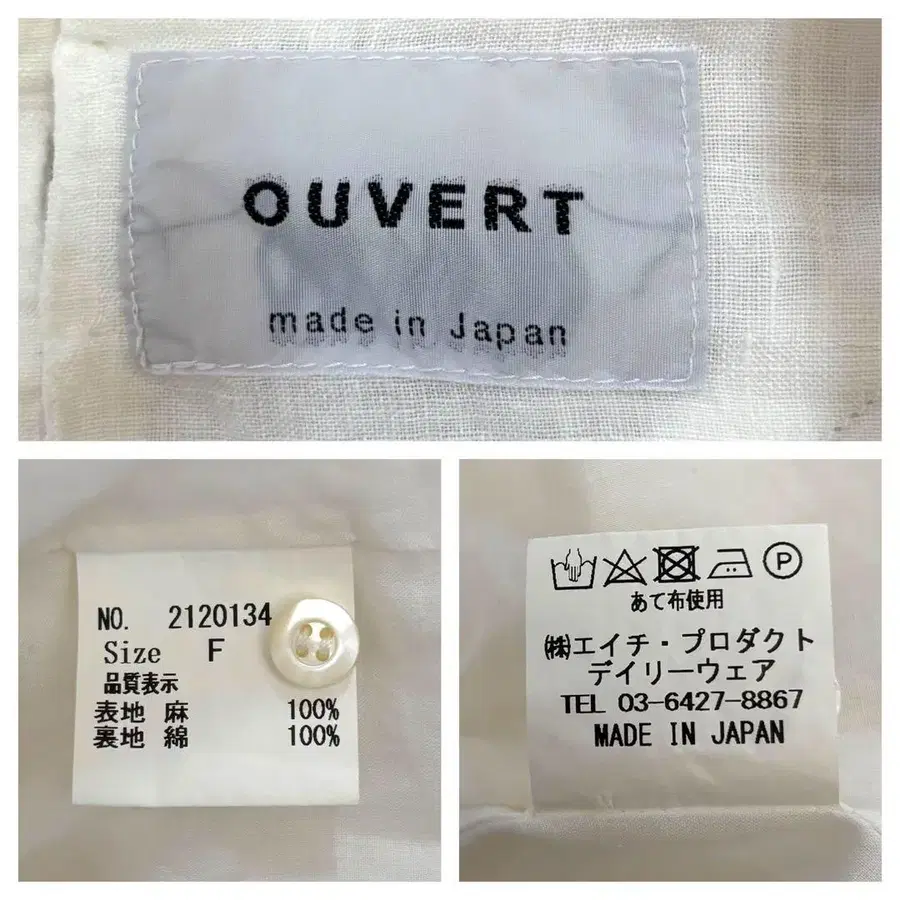 OUVERT
made in Japan
NO. 2120134
Size F
品質表示
表地 麻 100%
裏地 綿 100%
P
あて布使用
㈱エイチ・プロダクト
デイリーウェア
TEL 03-6427-8867
MADE IN JAPAN